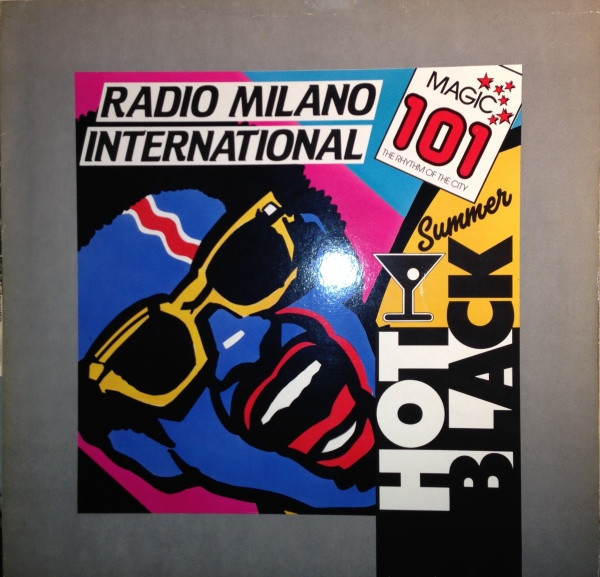 RADIO MILANO
INTERNATIONAL
MAGIC
101
THE RHYTHM OF THE CITY
Summer
HOT
BLACK